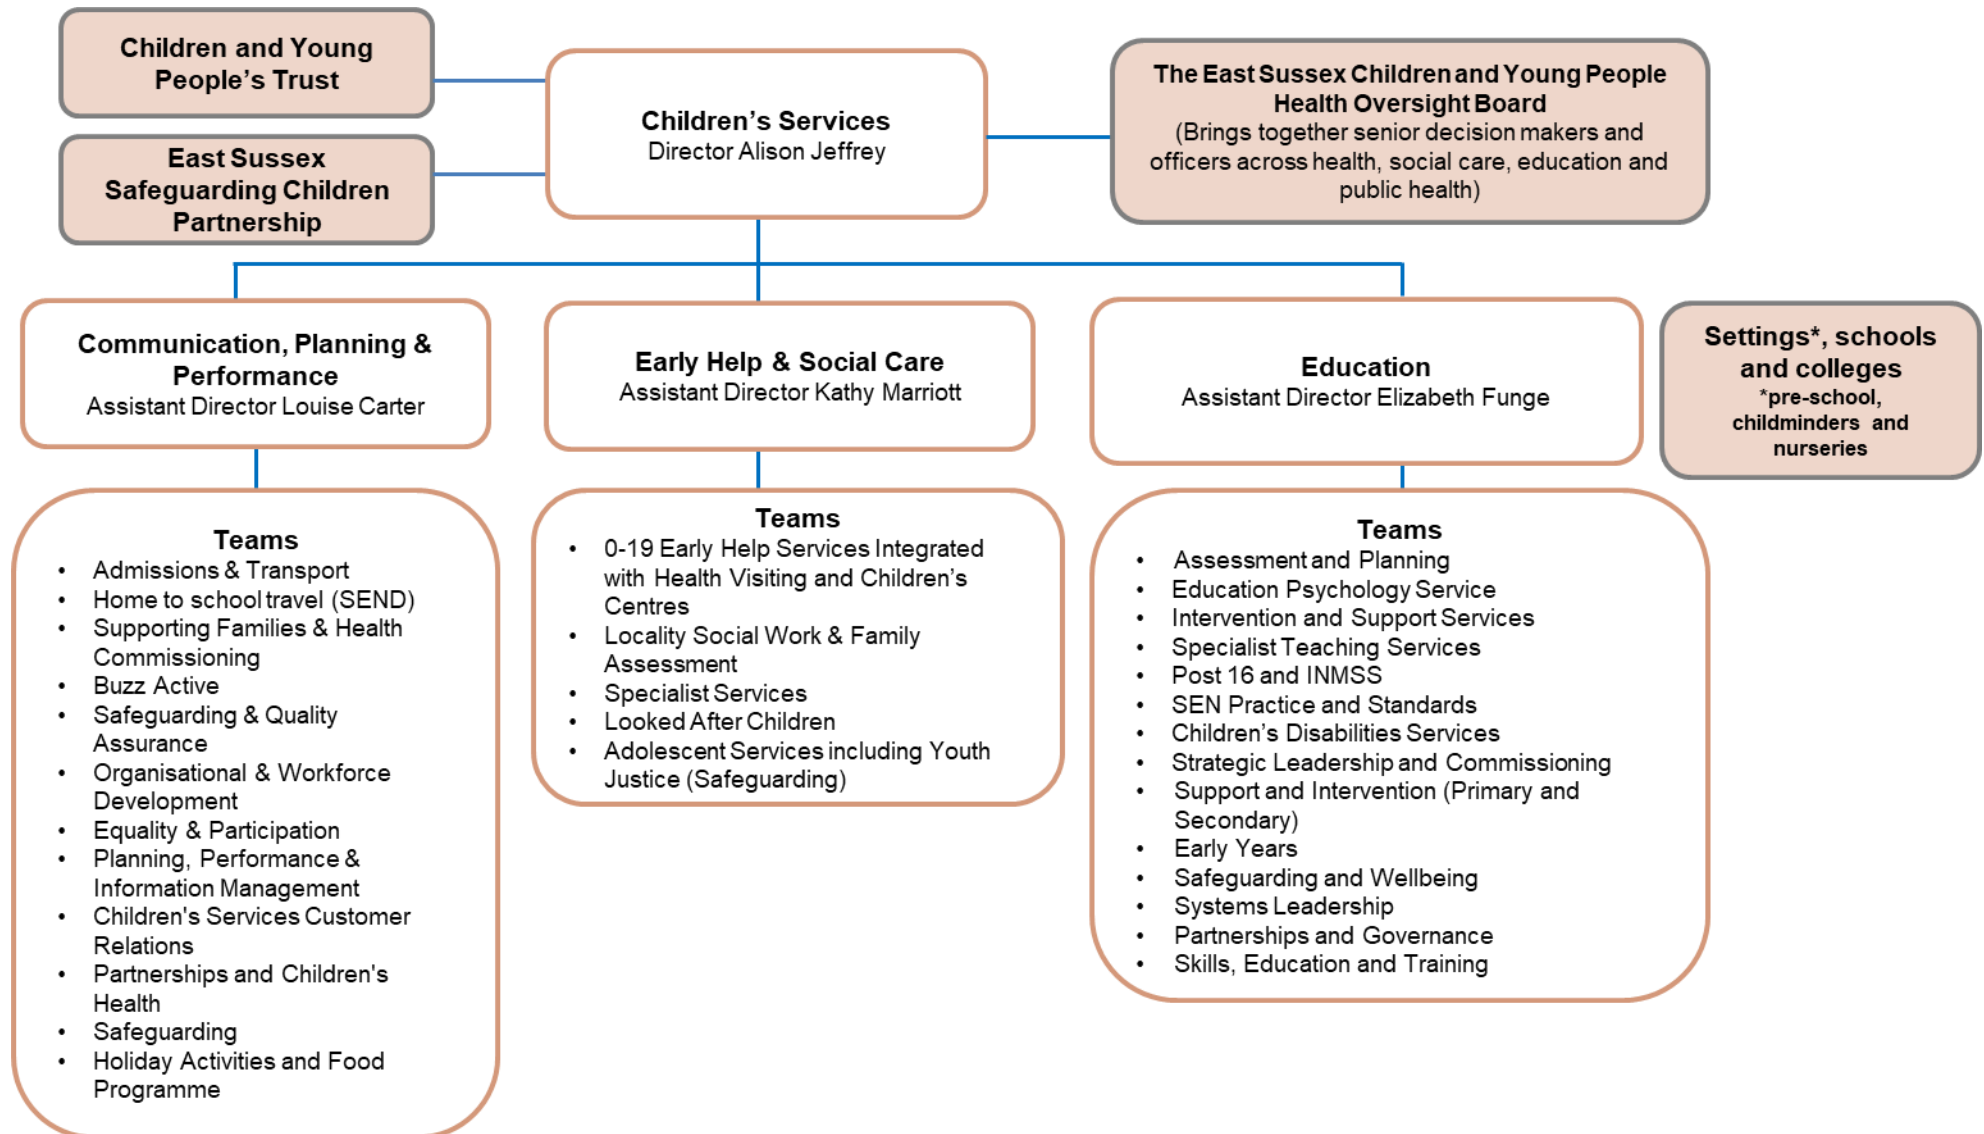 Children and Young
People’s Trust
East Sussex
Safeguarding Children
Partnership
Children’s Services
Director Alison Jeffrey
The East Sussex Children and Young People
Health Oversight Board
(Brings together senior decision makers and
officers across health, social care, education and
public health)
Communication, Planning &
Performance
Assistant Director Louise Carter
Early Help & Social Care
Assistant Director Kathy Marriott
Education
Assistant Director Elizabeth Funge
Settings*, schools
and colleges
*pre-school,
childminders and
nurseries
Teams
• Admissions & Transport
• Home to school travel (SEND)
• Supporting Families & Health
Commissioning
• Buzz Active
• Safeguarding & Quality
Assurance
• Organisational & Workforce
Development
• Equality & Participation
• Planning, Performance &
Information Management
• Children's Services Customer
Relations
• Partnerships and Children's
Health
• Safeguarding
• Holiday Activities and Food
Programme
Teams
• 0-19 Early Help Services Integrated
with Health Visiting and Children’s
Centres
• Locality Social Work & Family
Assessment
• Specialist Services
• Looked After Children
• Adolescent Services including Youth
Justice (Safeguarding)
Teams
• Assessment and Planning
• Education Psychology Service
• Intervention and Support Services
• Specialist Teaching Services
• Post 16 and INMSS
• SEN Practice and Standards
• Children’s Disabilities Services
• Strategic Leadership and Commissioning
• Support and Intervention (Primary and
Secondary)
• Early Years
• Safeguarding and Wellbeing
• Systems Leadership
• Partnerships and Governance
• Skills, Education and Training